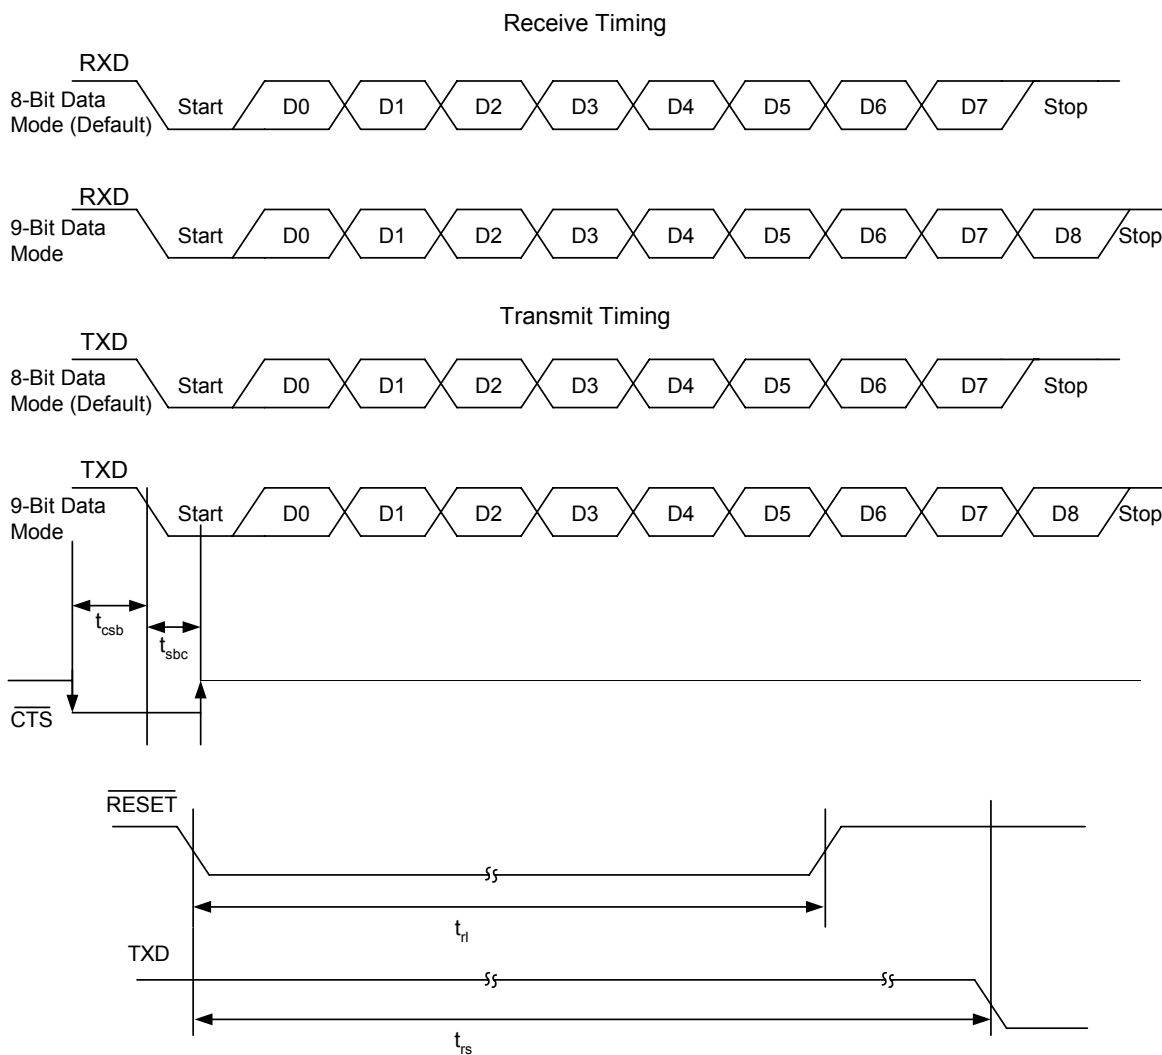 Receive Timing
RXD
8-Bit Data
Mode (Default)
Start D0 D1 D2 D3 D4 D5 D6 D7 Stop
RXD
9-Bit Data
Mode
Start D0 D1 D2 D3 D4 D5 D6 D7 D8 Stop
Transmit Timing
TXD
8-Bit Data
Mode (Default)
Start D0 D1 D2 D3 D4 D5 D6 D7 Stop
TXD
9-Bit Data
Mode
Start D0 D1 D2 D3 D4 D5 D6 D7 D8 Stop
tcsb
tsbc
CTS
RESET
trl
TXD
trs